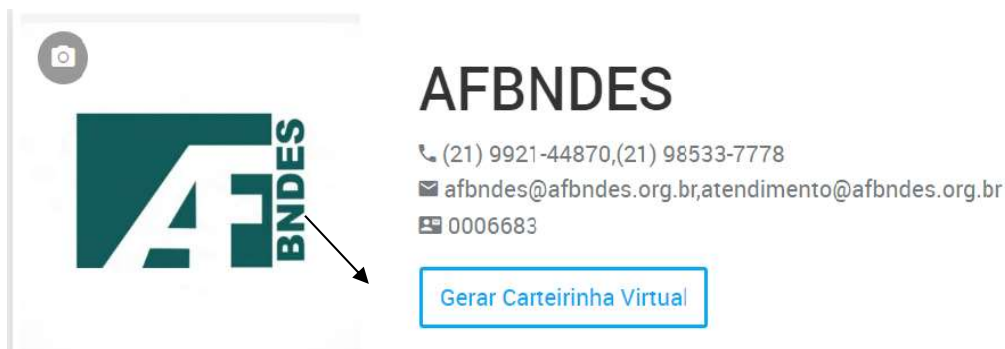 AF
BNDES
AFBNDES
(21) 9921-44870,(21) 98533-7778
afbndes@afbndes.org.br,atendimento@afbndes.org.br
0006683
Gerar Carteirinha Virtual